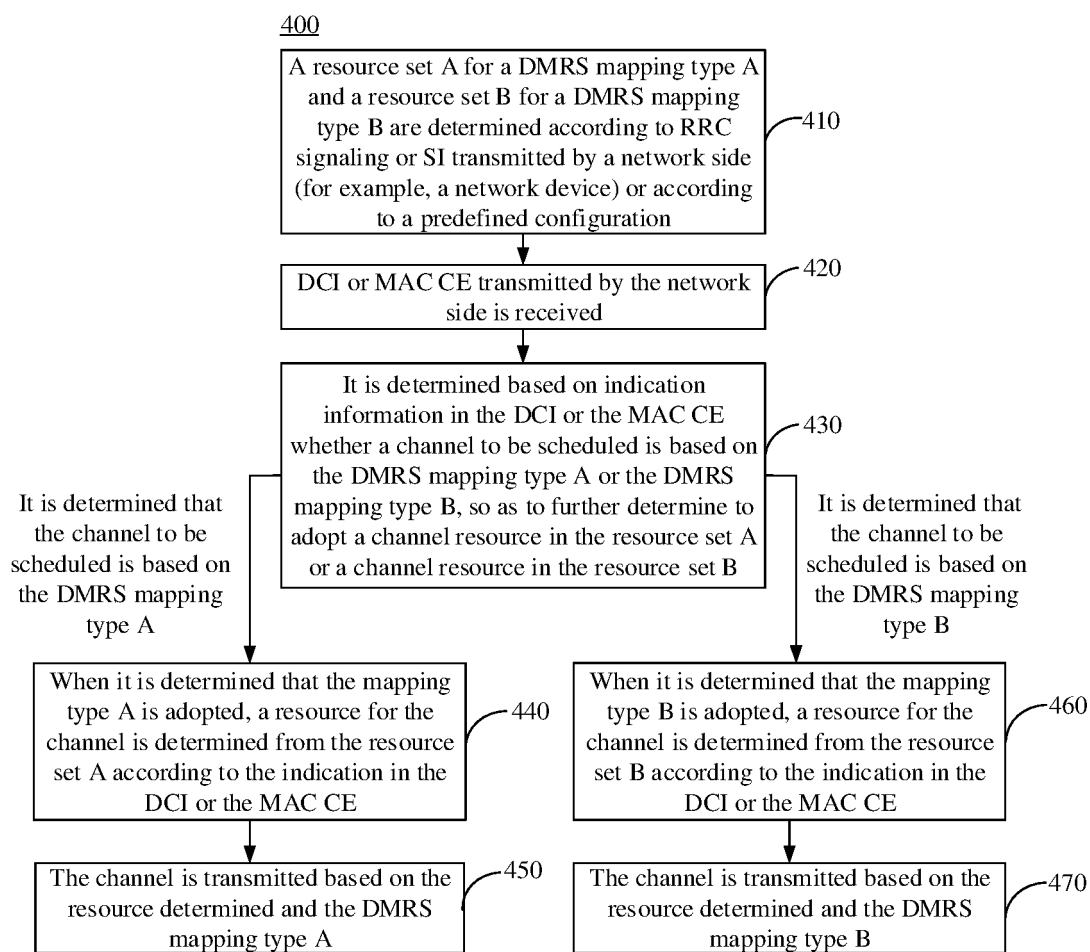 400
A resource set A for a DMRS mapping type A
and a resource set B for a DMRS mapping
type B are determined according to RRC
signaling or SI transmitted by a network side
(for example, a network device) or according
to a predefined configuration
410
DCI or MAC CE transmitted by the network
side is received
420
It is determined based on indication
information in the DCI or the MAC CE
whether a channel to be scheduled is based on
the DMRS mapping type A or the DMRS
mapping type B, so as to further determine to
adopt a channel resource in the resource set A
or a channel resource in the resource set B
430
It is determined that
the channel to be
scheduled is based on
the DMRS mapping
type A
It is determined that
the channel to be
scheduled is based on
the DMRS mapping
type B
When it is determined that the mapping
type A is adopted, a resource for the
channel is determined from the resource
set A according to the indication in the
DCI or the MAC CE
440
When it is determined that the mapping
type B is adopted, a resource for the
channel is determined from the resource
set B according to the indication in the
DCI or the MAC CE
460
The channel is transmitted based on the
resource determined and the DMRS
mapping type A
450
The channel is transmitted based on the
resource determined and the DMRS
mapping type B
470